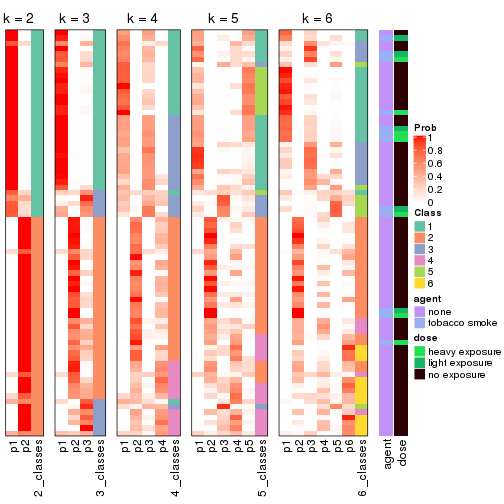 k = 2
k = 3
k = 4
k = 5
k = 6
p1
p2
2_classes
p1
p2
p3
3_classes
p1
p2
p3
p4
4_classes
p1
p2
p3
p4
p5
5_classes
p1
p2
p3
p4
p5
p6
6_classes
agent
dose
Prob
1
0.8
0.6
0.4
0.2
0
Class
1
2
3
4
5
6
agent
none
tobacco smoke
dose
heavy exposure
light exposure
no exposure